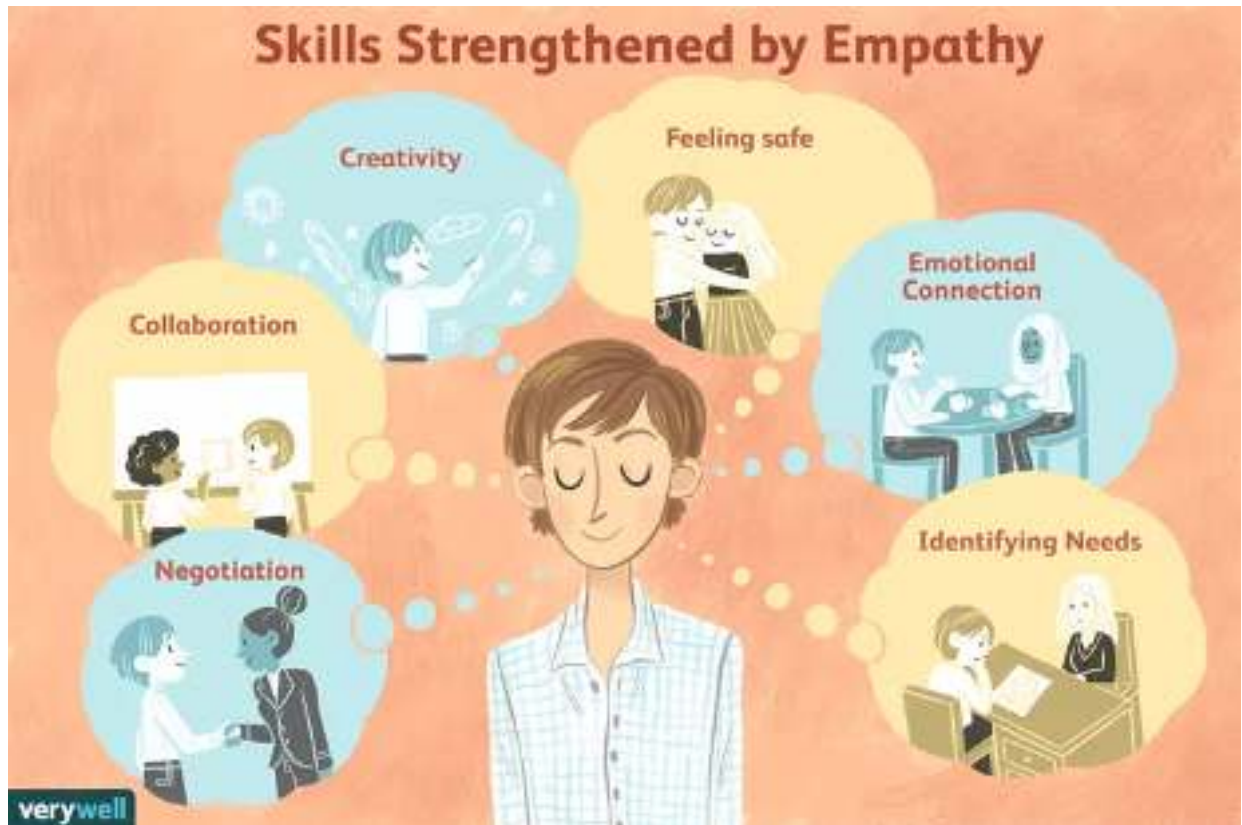 Skills Strengthened by Empathy
Creativity
Feeling safe
Emotional
Connection
Collaboration
Identifying Needs
Negotiation
verywell